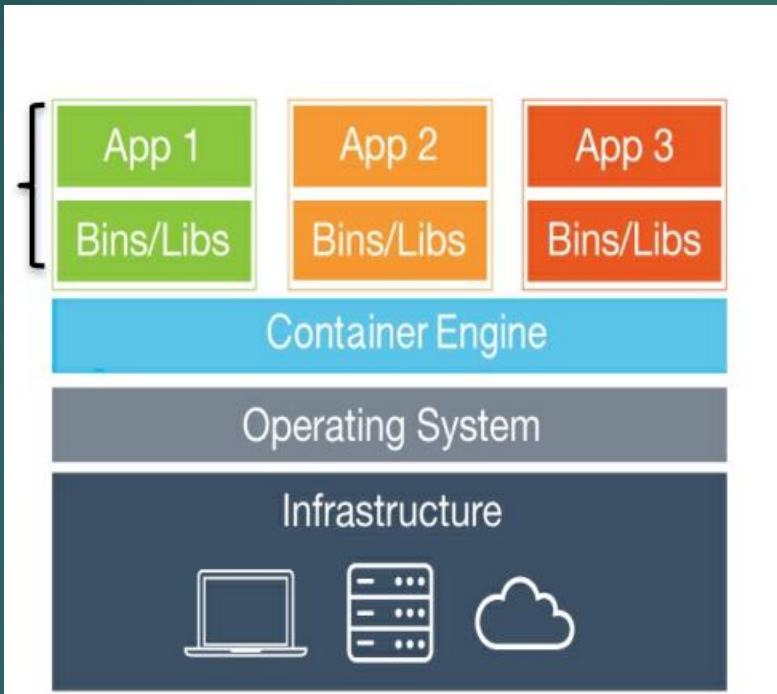 App 1
App 2
App 3
Bins/Libs
Bins/Libs
Bins/Libs
Container Engine
Operating System
Infrastructure